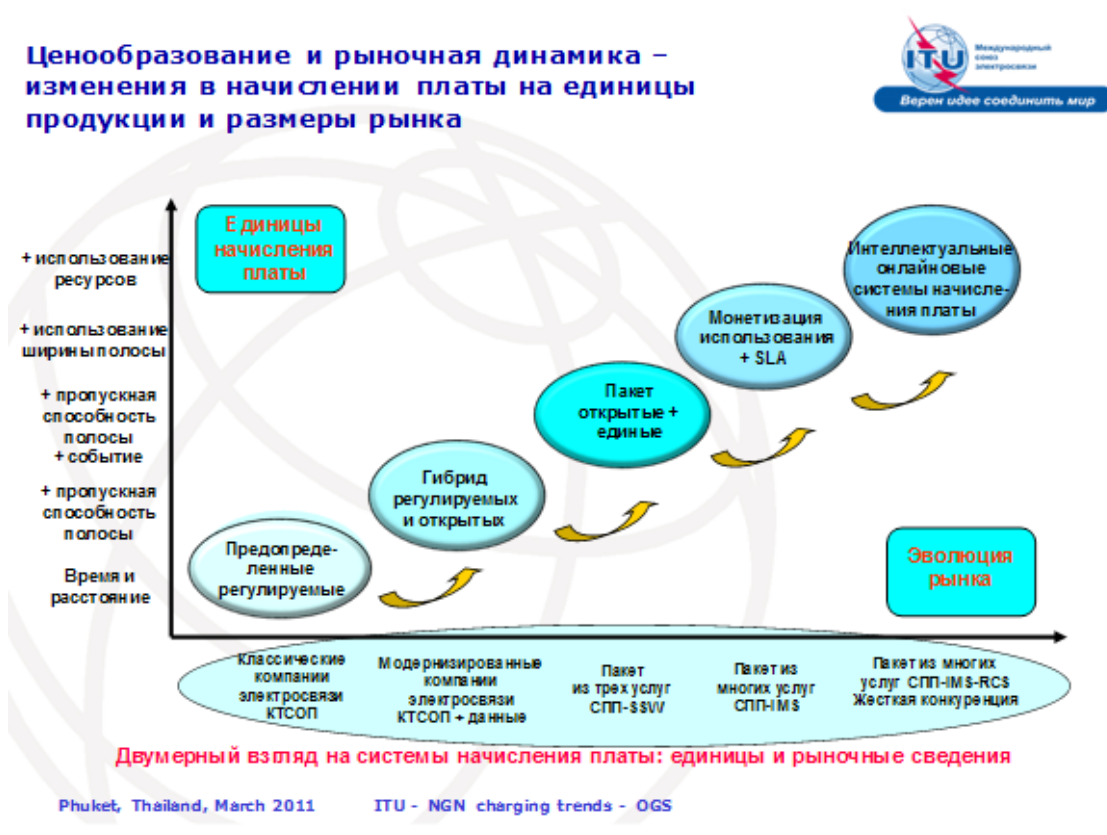 Ценообразование и рыночная динамика –
изменения в начислении платы на единицы
продукции и размеры рынка
ITU
Международный
союз
электросвязи
Верен идее соединить мир
Единицы
начисления
платы
+ использование
ресурсов
+ использование
ширины полосы
+ пропускная
способность
полосы
+ событие
+ пропускная
способность
полосы
Время и
расстояние
Интеллектуальные
онлайновые
системы начисле-
ния платы
Монетизация
использования
+ SLA
Пакет
открытые +
единые
Гибрид
регулируемых
и открытых
Предопреде-
ленные
регулируемые
Эволюция
рынка
Классические
компании
электросвязи
КТСОП
Модернизированные
компании
электросвязи
КТСОП + данные
Пакет
из трех услуг
СПП-SSW
Пакет из
многих услуг
СПП-IMS
Пакет из многих
услуг СПП-IMS-RCS
Жесткая конкуренция
Двумерный взгляд на системы начисления платы: единицы и рыночные сведения
Phuket, Thailand, March 2011 ITU - NGN charging trends - OGS